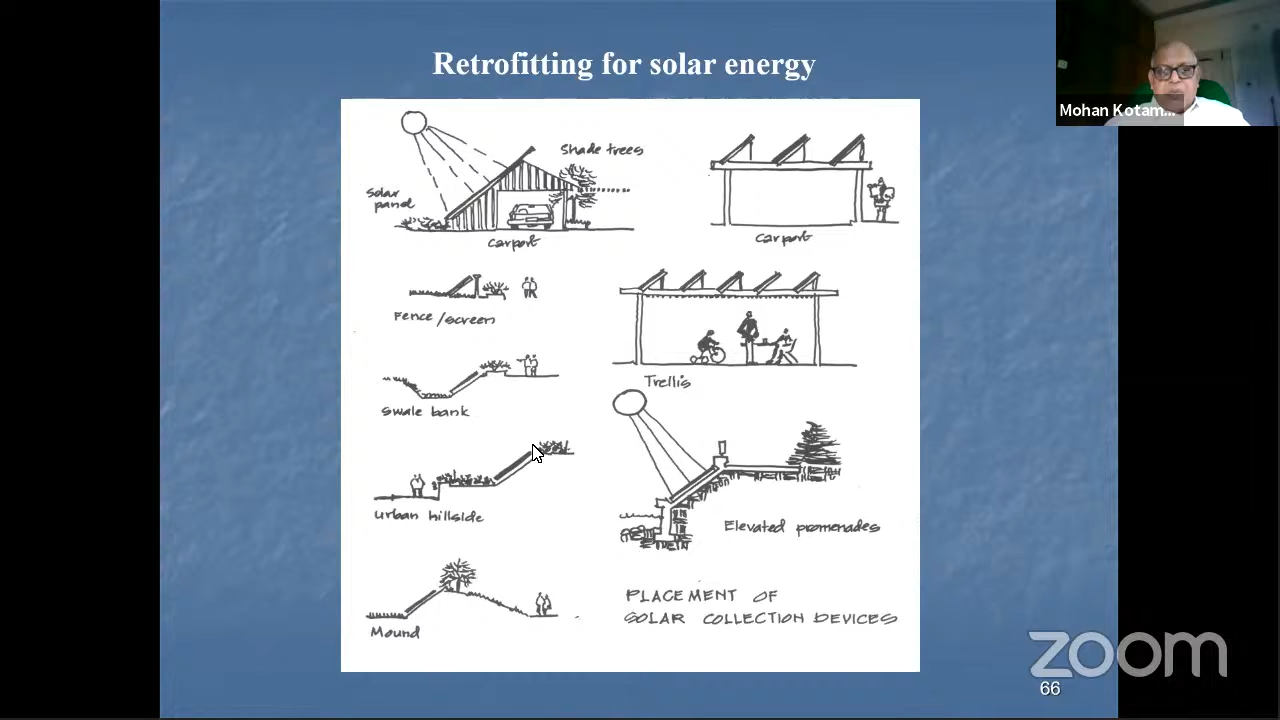 Retrofitting for solar energy
Mohan Kotam...
Shade trees
Solar
panel
Carport
Carport
Fence/screen
Trellis
Swale bank
Urban hillside
Elevated promenades
Mound
PLACEMENT OF
SOLAR COLLECTION DEVICES
zoom
66